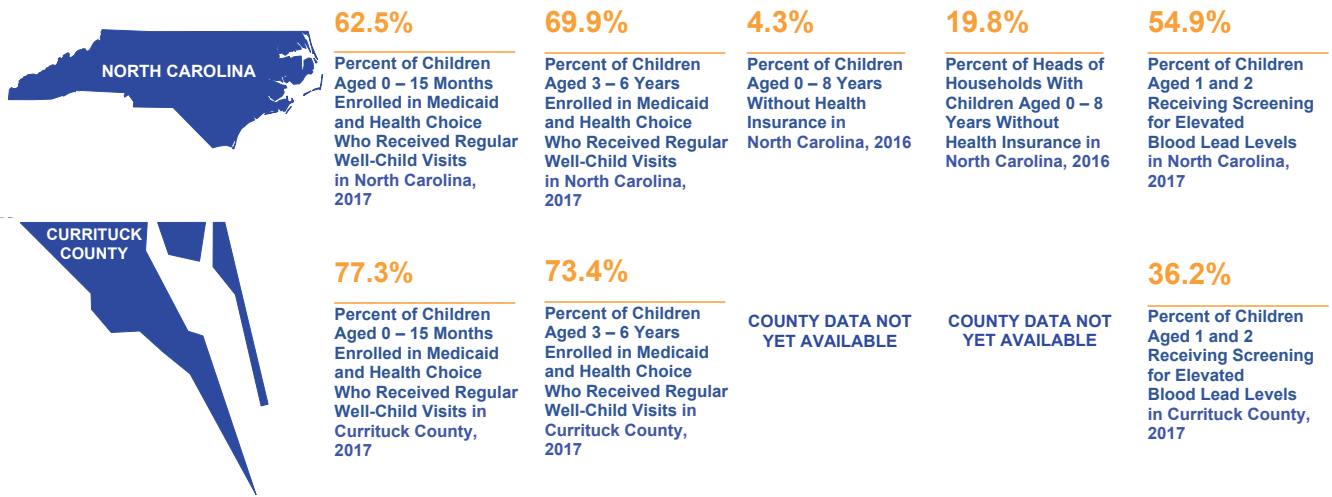 NORTH CAROLINA
62.5%
Percent of Children
Aged 0 – 15 Months
Enrolled in Medicaid
and Health Choice
Who Received Regular
Well-Child Visits
in North Carolina,
2017
69.9%
Percent of Children
Aged 3 – 6 Years
Enrolled in Medicaid
and Health Choice
Who Received Regular
Well-Child Visits
in North Carolina,
2017
4.3%
Percent of Children
Aged 0 – 8 Years
Without Health
Insurance in
North Carolina, 2016
19.8%
Percent of Heads of
Households With
Children Aged 0 – 8
Years Without
Health Insurance in
North Carolina, 2016
54.9%
Percent of Children
Aged 1 and 2
Receiving Screening
for Elevated
Blood Lead Levels
in North Carolina,
2017
CURRITUCK
COUNTY
77.3%
Percent of Children
Aged 0 – 15 Months
Enrolled in Medicaid
and Health Choice
Who Received Regular
Well-Child Visits in
Currituck County,
2017
73.4%
Percent of Children
Aged 3 – 6 Years
Enrolled in Medicaid
and Health Choice
Who Received Regular
Well-Child Visits in
Currituck County,
2017
COUNTY DATA NOT
YET AVAILABLE
COUNTY DATA NOT
YET AVAILABLE
36.2%
Percent of Children
Aged 1 and 2
Receiving Screening
for Elevated
Blood Lead Levels
in Currituck County,
2017